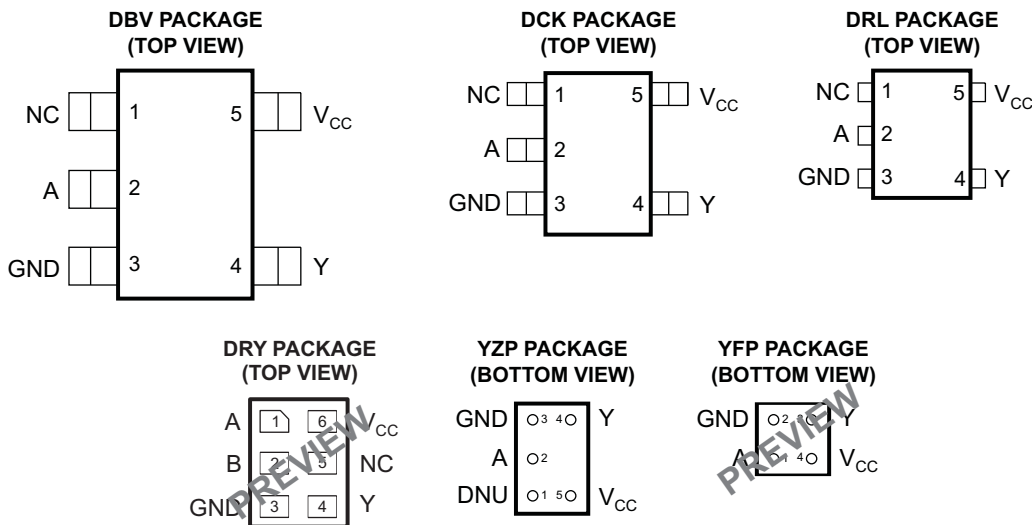 DBV PACKAGE
(TOP VIEW)
NC 1 5 VCC
A 2
GND 3 4 Y
DCK PACKAGE
(TOP VIEW)
NC 1 5 VCC
A 2
GND 3 4 Y
DRL PACKAGE
(TOP VIEW)
NC 1 5 VCC
A 2
GND 3 4 Y
DRY PACKAGE
(TOP VIEW)
A 1 6 VCC
B 2 5 NC
GND 3 4 Y
PREVIEW
YZP PACKAGE
(BOTTOM VIEW)
GND 3 4 Y
A 2
DNU 1 5 VCC
YFP PACKAGE
(BOTTOM VIEW)
GND 2 3 Y
A 1 4 VCC
PREVIEW